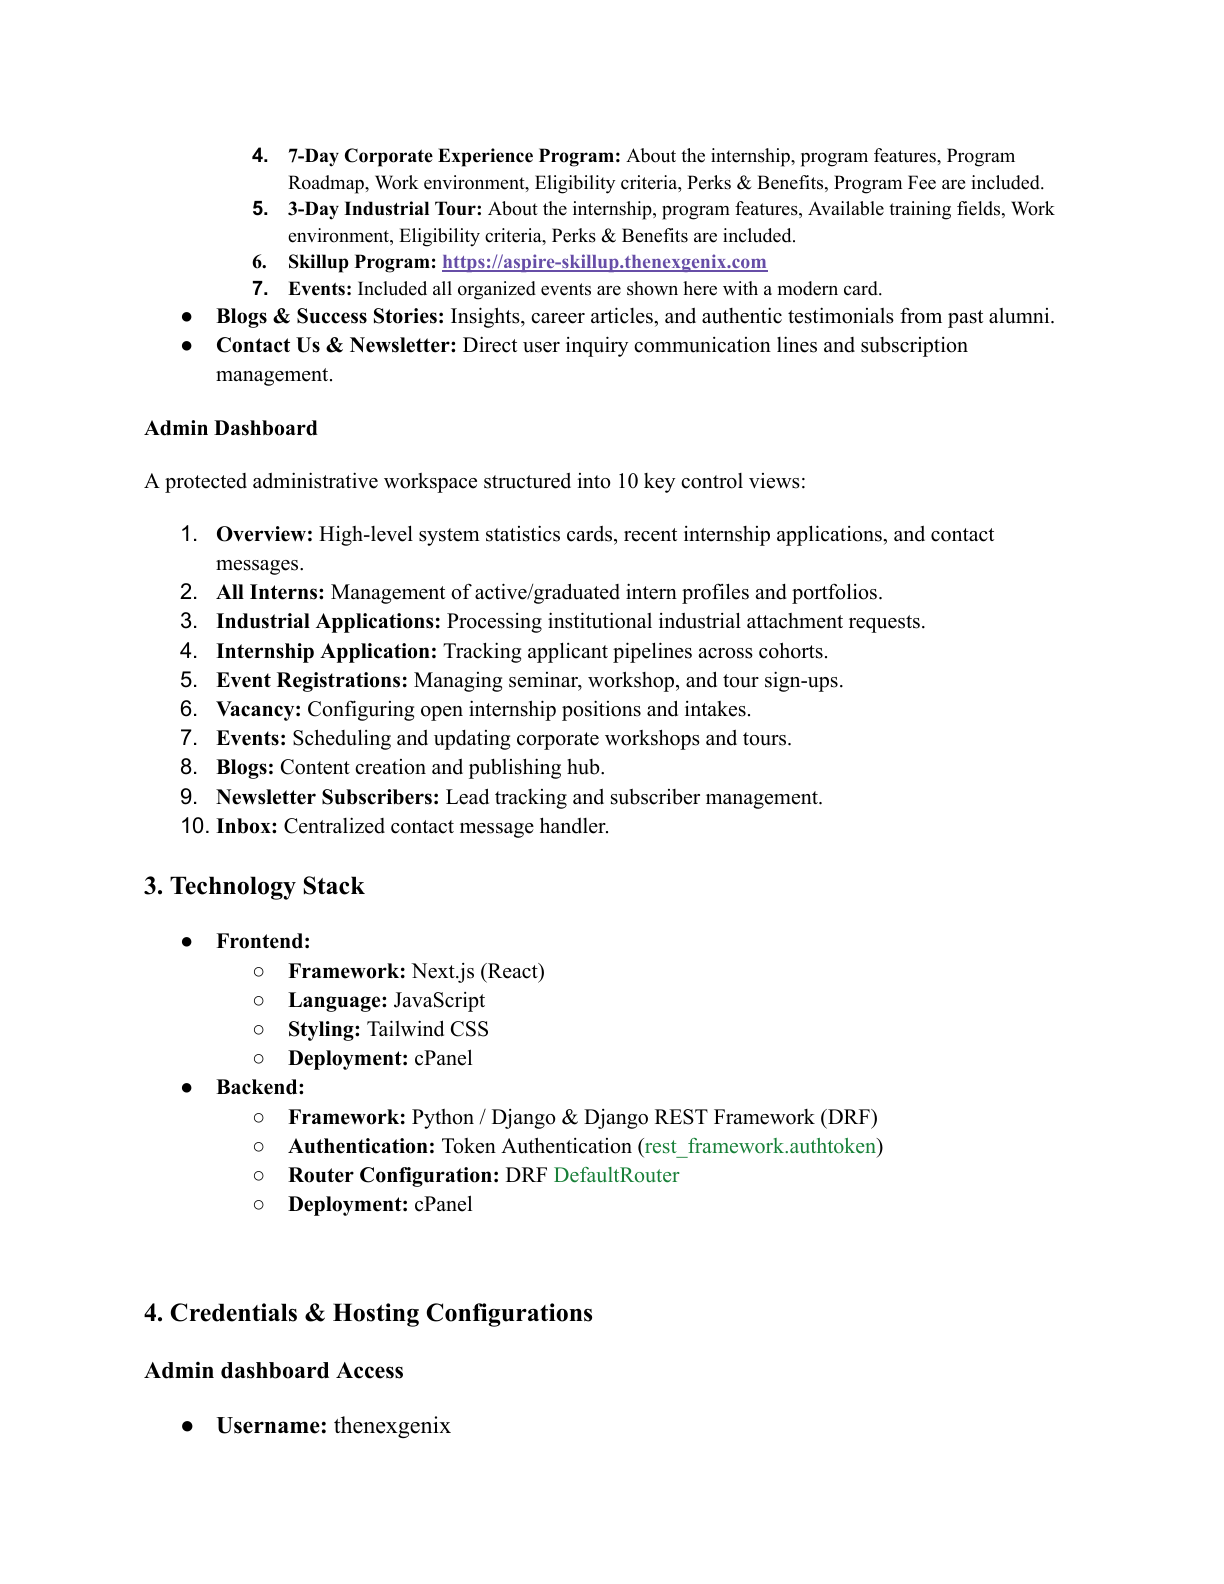 4. 7-Day Corporate Experience Program: About the internship, program features, Program
Roadmap, Work environment, Eligibility criteria, Perks & Benefits, Program Fee are included.
5. 3-Day Industrial Tour: About the internship, program features, Available training fields, Work
environment, Eligibility criteria, Perks & Benefits are included.
6. Skillup Program: https://aspire-skillup.thenexgenix.com
7. Events: Included all organized events are shown here with a modern card.
● Blogs & Success Stories: Insights, career articles, and authentic testimonials from past alumni.
● Contact Us & Newsletter: Direct user inquiry communication lines and subscription
management.
Admin Dashboard
A protected administrative workspace structured into 10 key control views:
1. Overview: High-level system statistics cards, recent internship applications, and contact
messages.
2. All Interns: Management of active/graduated intern profiles and portfolios.
3. Industrial Applications: Processing institutional industrial attachment requests.
4. Internship Application: Tracking applicant pipelines across cohorts.
5. Event Registrations: Managing seminar, workshop, and tour sign-ups.
6. Vacancy: Configuring open internship positions and intakes.
7. Events: Scheduling and updating corporate workshops and tours.
8. Blogs: Content creation and publishing hub.
9. Newsletter Subscribers: Lead tracking and subscriber management.
10. Inbox: Centralized contact message handler.
3. Technology Stack
● Frontend:
○ Framework: Next.js (React)
○ Language: JavaScript
○ Styling: Tailwind CSS
○ Deployment: cPanel
● Backend:
○ Framework: Python / Django & Django REST Framework (DRF)
○ Authentication: Token Authentication (rest_framework.authtoken)
○ Router Configuration: DRF DefaultRouter
○ Deployment: cPanel
4. Credentials & Hosting Configurations
Admin dashboard Access
● Username: thenexgenix